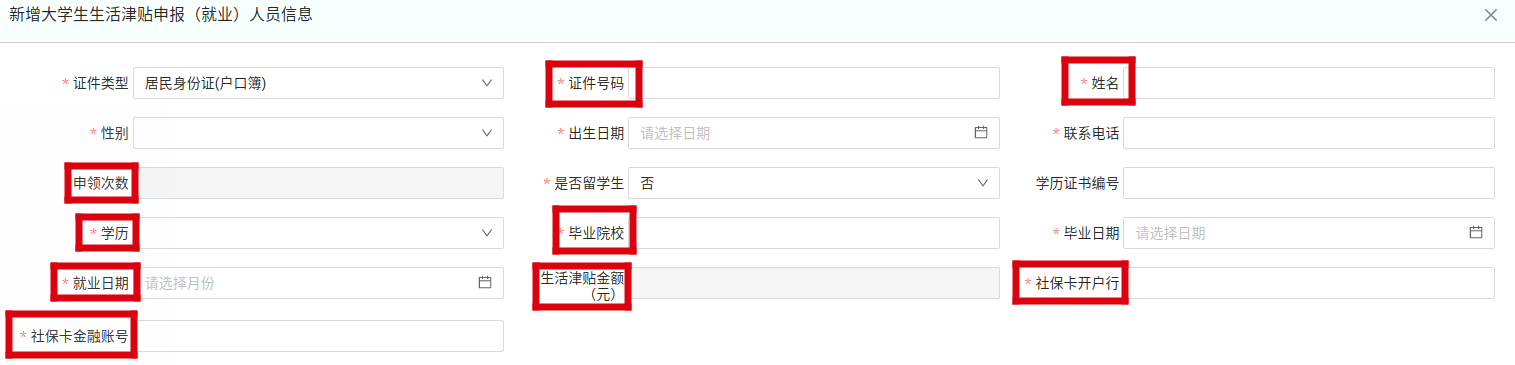 新增大学生生活津贴申报（就业）人员信息
* 证件类型 居民身份证(户口簿) * 证件号码 * 姓名
* 性别 * 出生日期 请选择日期 * 联系电话
申领次数 * 是否留学生 否 学历证书编号
* 学历 * 毕业院校 * 毕业日期 请选择日期
* 就业日期 请选择月份 生活津贴金额
（元） * 社保卡开户行
* 社保卡金融账号